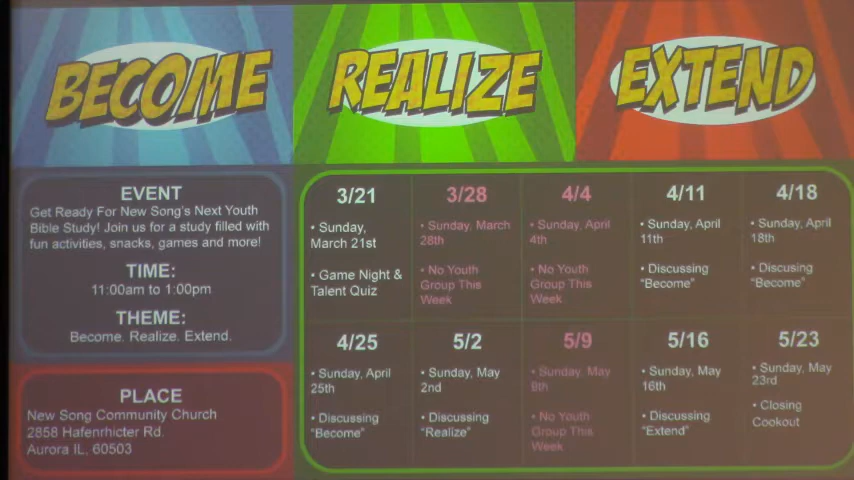 BECOME
REALIZE
EXTEND
EVENT
Get Ready For New Song's Next Youth
Bible Study! Join us for a study filled with
fun activities, snacks, games and more!
TIME:
11:00am to 1:00pm
THEME:
Become. Realize. Extend.
PLACE
New Song Community Church
2858 Hafenrhicter Rd.
Aurora IL, 60503
3/21
• Sunday,
March 21st
• Game Night &
Talent Quiz
3/28
• Sunday, March
28th
• No Youth
Group This
Week
4/4
• Sunday, April
4th
• No Youth
Group This
Week
4/11
• Sunday, April
11th
• Discussing
"Become"
4/18
• Sunday, April
18th
• Discusing
"Become"
4/25
• Sunday, April
25th
• Discussing
"Become"
5/2
• Sunday, May
2nd
• Discussing
"Realize"
5/9
• Sunday, May
9th
• No Youth
Group This
Week
5/16
• Sunday, May
16th
• Discussing
"Extend"
5/23
• Sunday, May
23rd
• Closing
Cookout